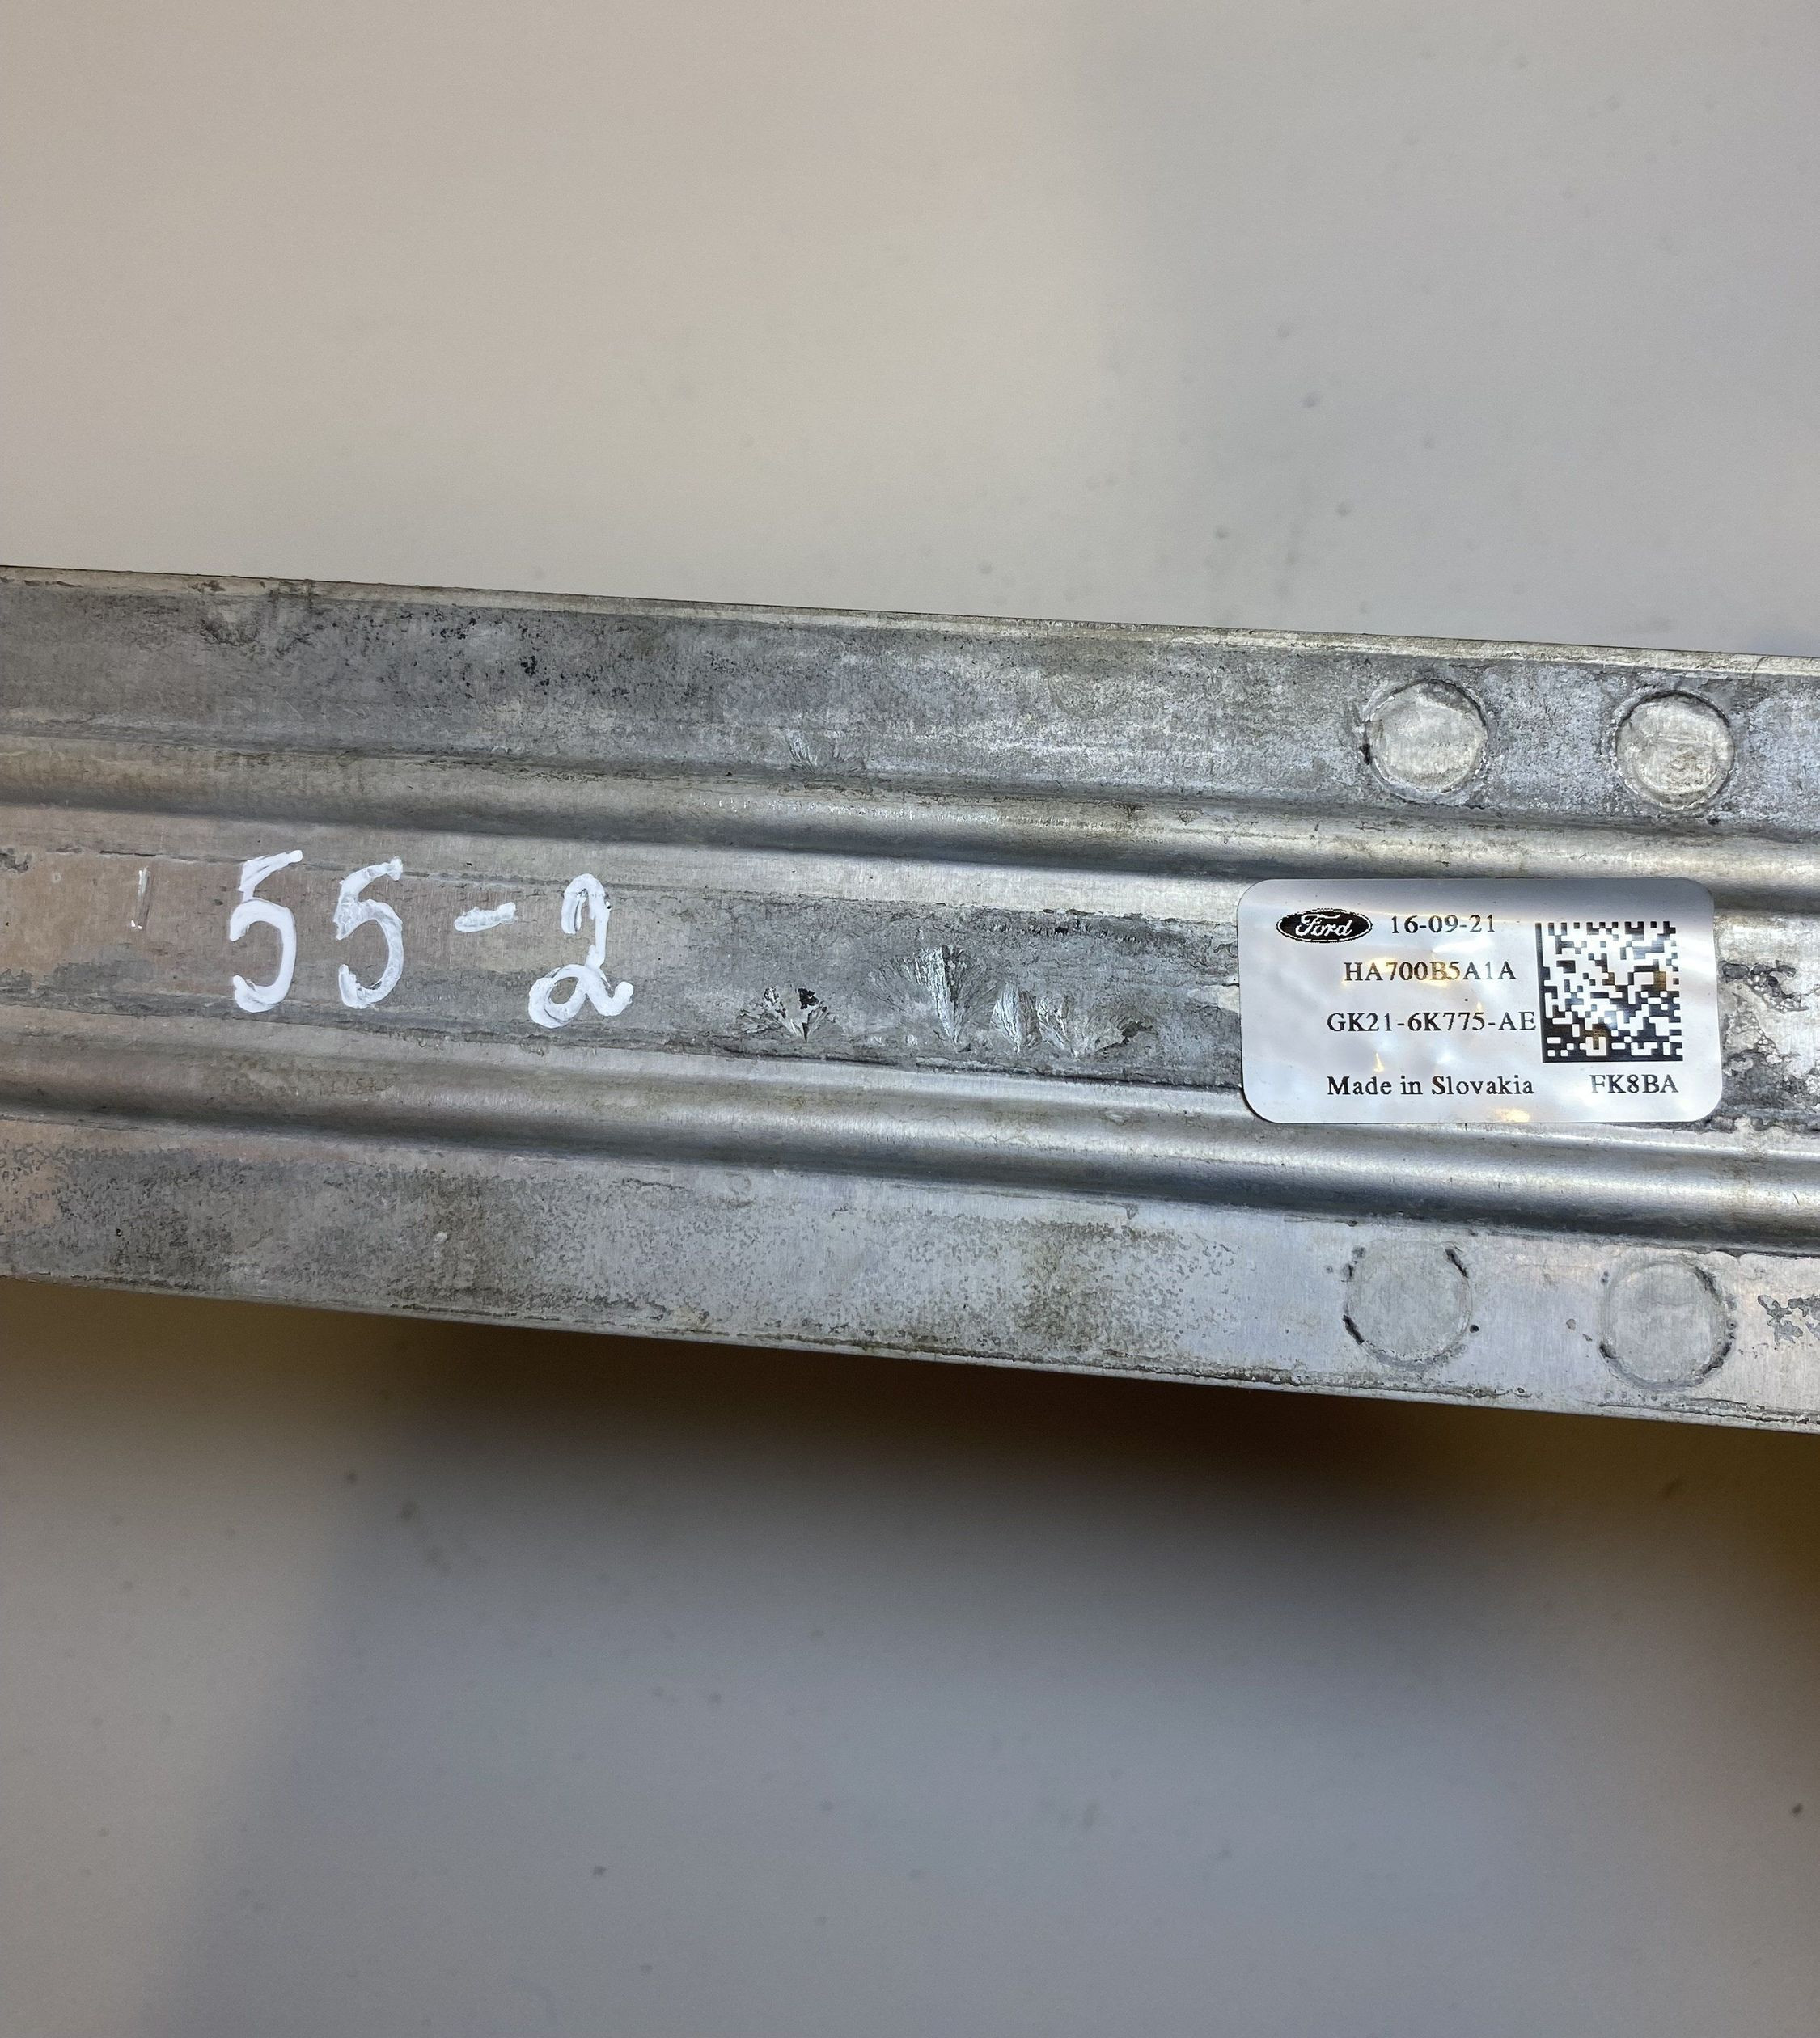 55-2
Ford 16-09-21
HA700B5A1A
GK21-6K775-AE
Made in Slovakia FK8BA